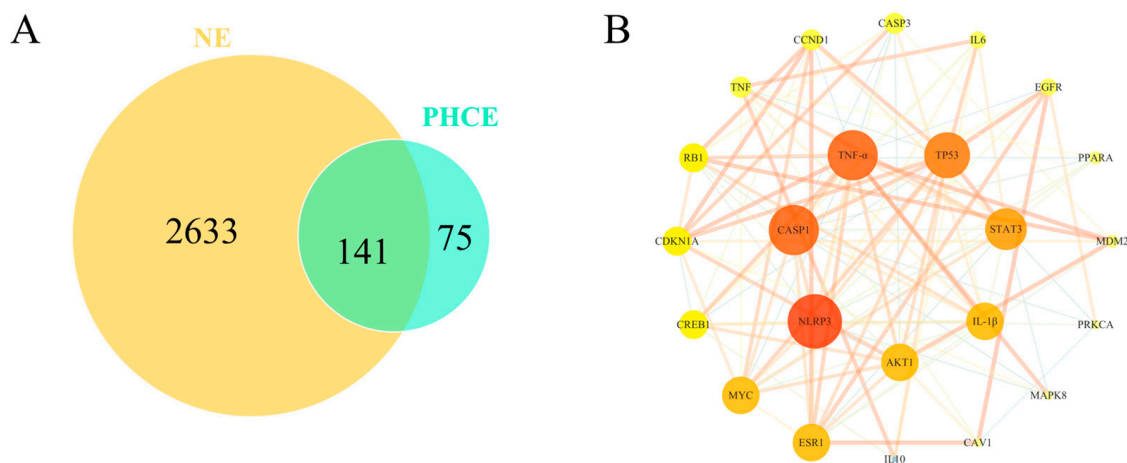 A
NE
PHCE
2633
141
75
B
CASP3
CCND1
IL6
TNF
EGFR
TNF-α
TP53
RB1
PPARA
CASP1
STAT3
CDKN1A
MDM2
NLRP3
IL-1β
CREB1
PRKCA
AKT1
MYC
MAPK8
ESR1
CAV1
IL10